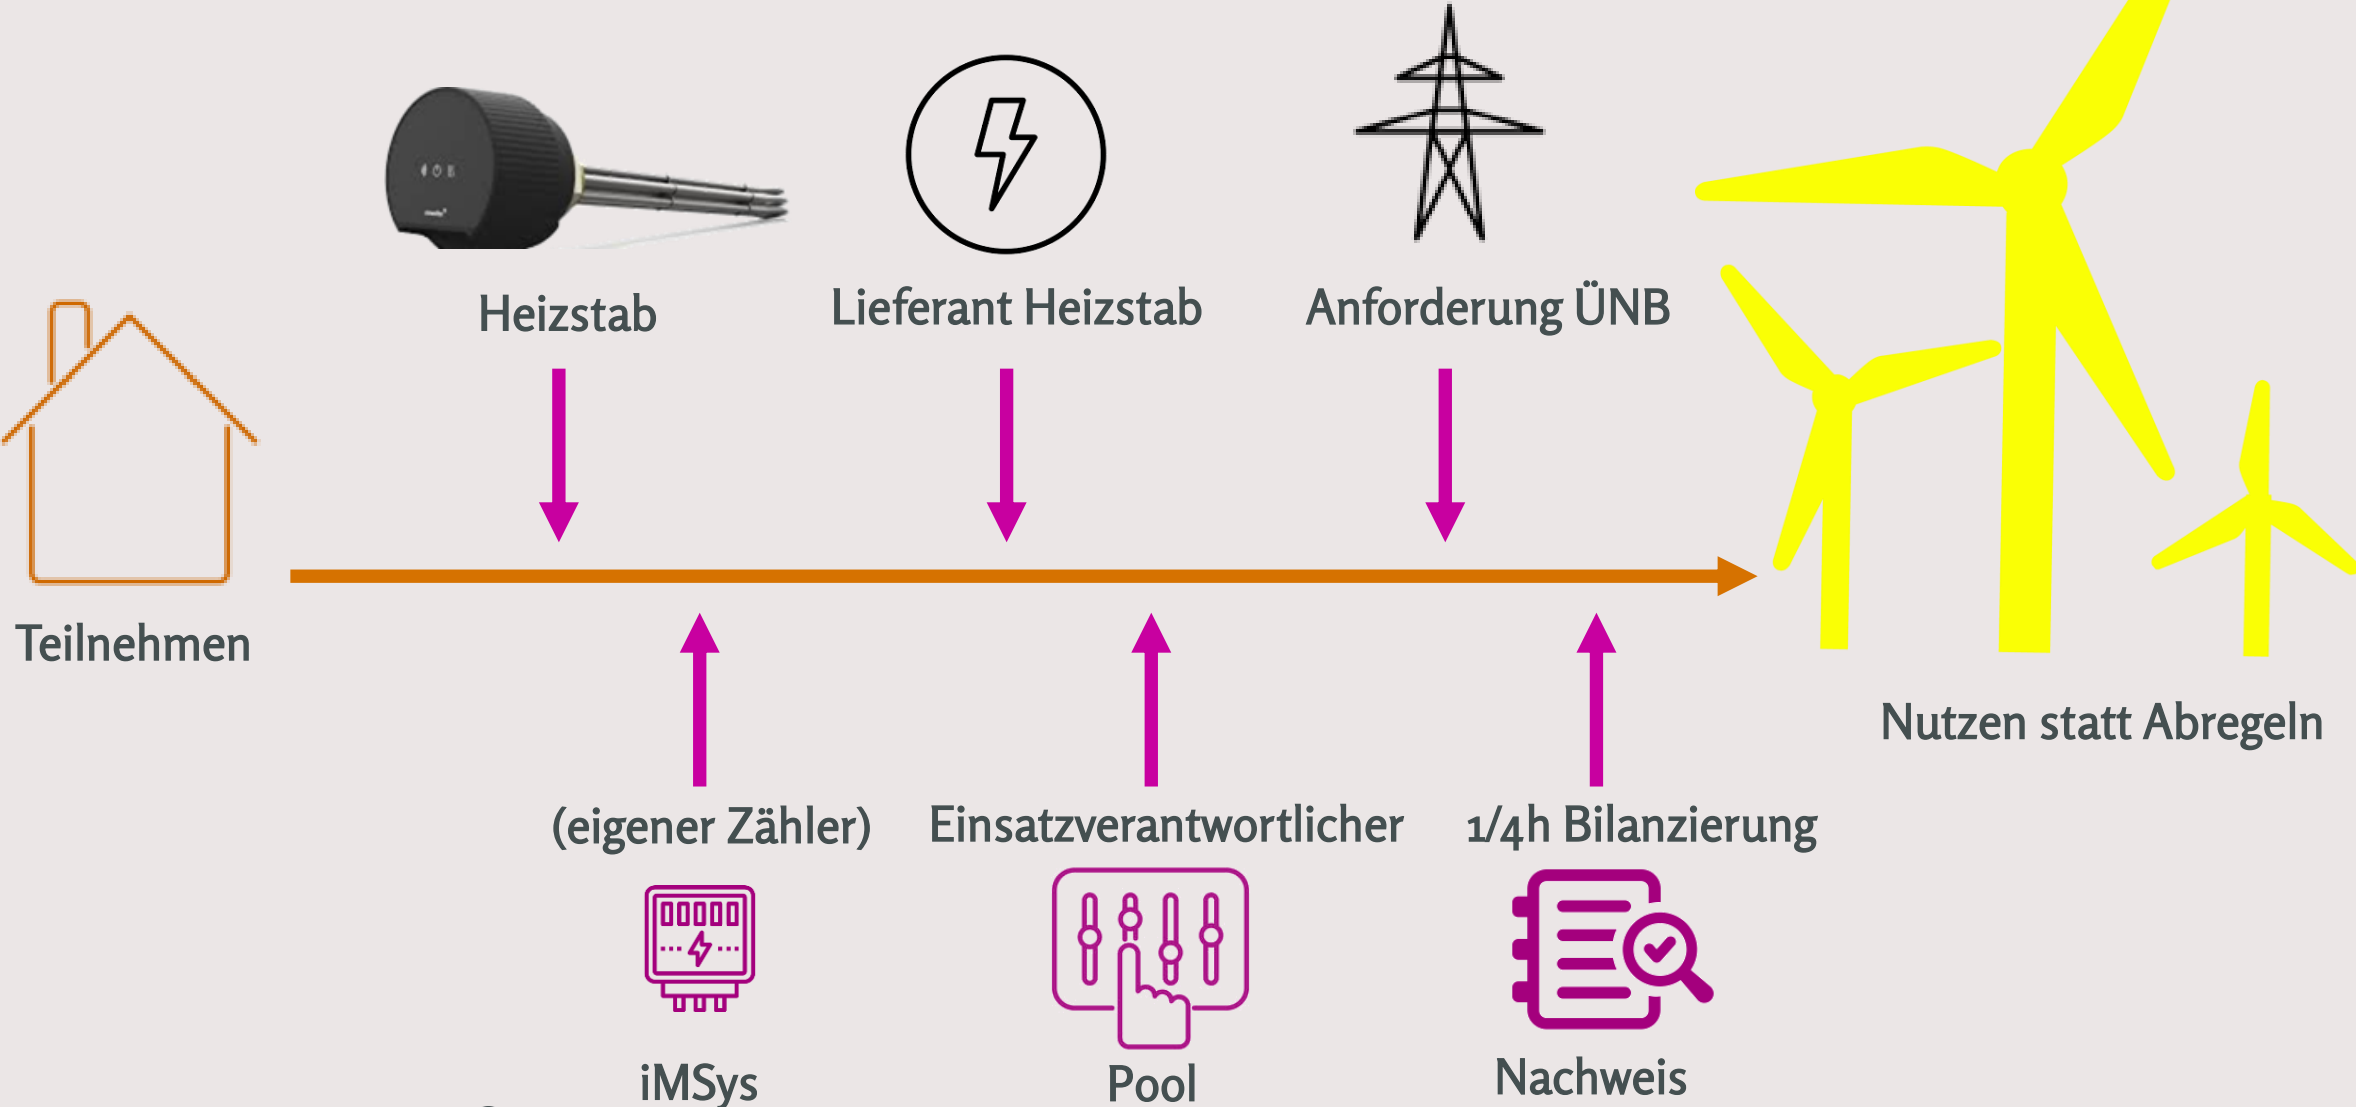 Heizstab
Lieferant Heizstab
Anforderung ÜNB
Teilnehmen
Nutzen statt Abregeln
(eigener Zähler)
Einsatzverantwortlicher
1/4h Bilanzierung
iMSys
Pool
Nachweis